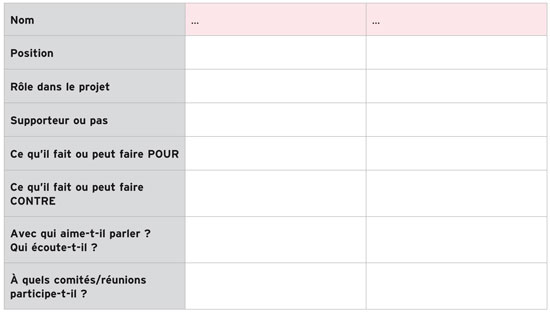 Nom ... ...
Position
Rôle dans le projet
Supporteur ou pas
Ce qu'il fait ou peut faire POUR
Ce qu'il fait ou peut faire
CONTRE
Avec qui aime-t-il parler ?
Qui écoute-t-il ?
À quels comités/réunions
participe-t-il ?